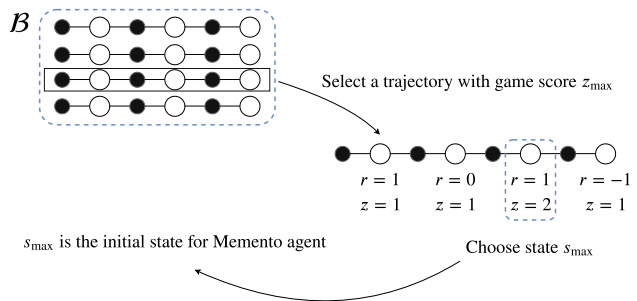 ℬ
Select a trajectory with game score z_max
r = 1 r = 0 r = 1 r = −1
z = 1 z = 1 z = 2 z = 1
s_max is the initial state for Memento agent
Choose state s_max